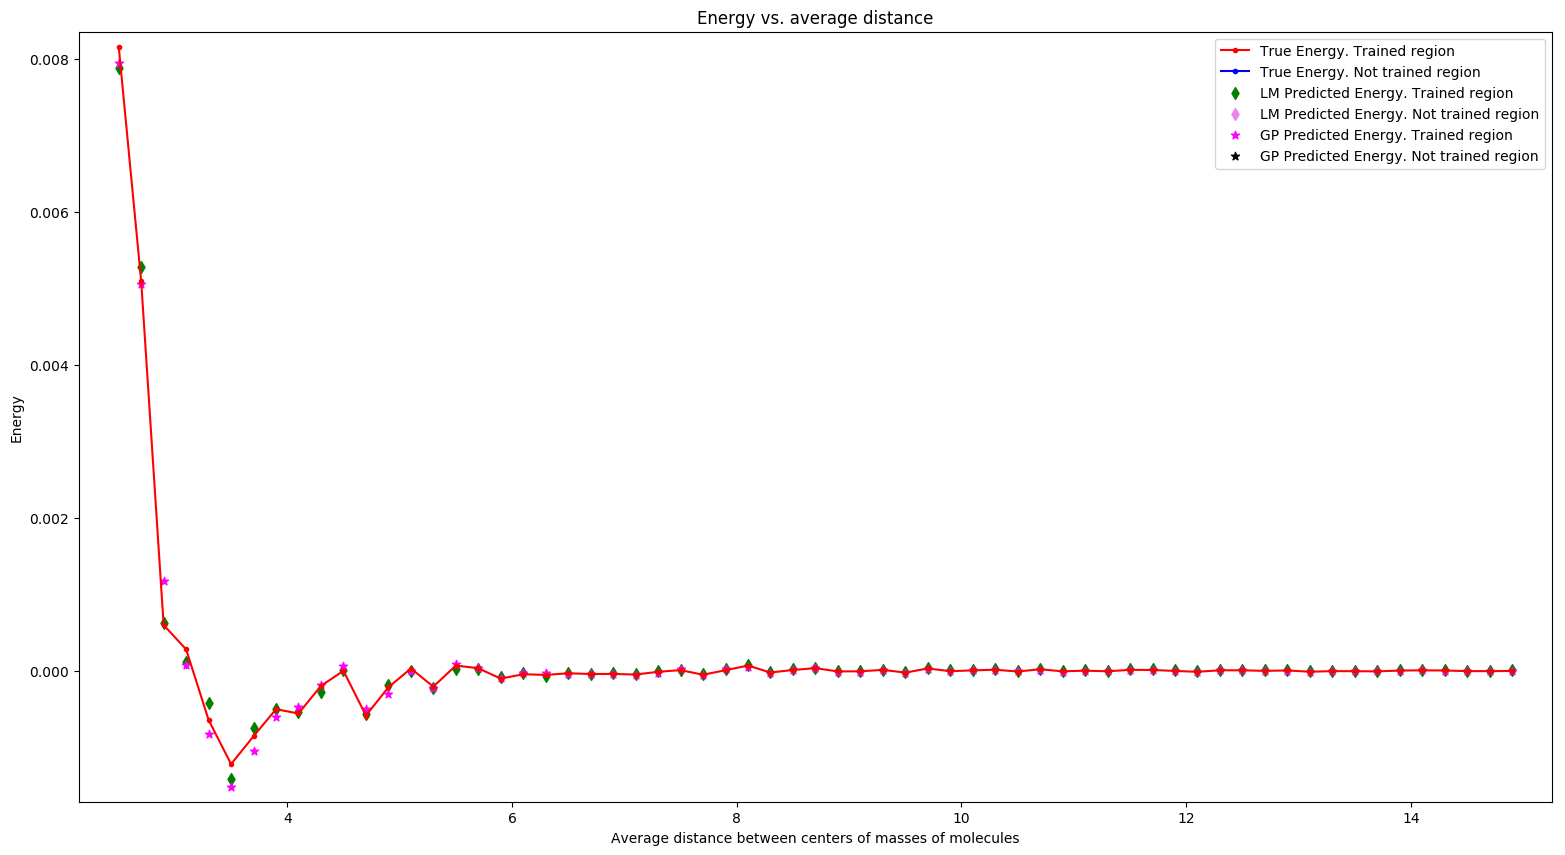 Energy vs. average distance
True Energy. Trained region
True Energy. Not trained region
LM Predicted Energy. Trained region
LM Predicted Energy. Not trained region
GP Predicted Energy. Trained region
GP Predicted Energy. Not trained region
0.008
0.006
0.004
0.002
0.000
Energy
4
6
8
10
12
14
Average distance between centers of masses of molecules